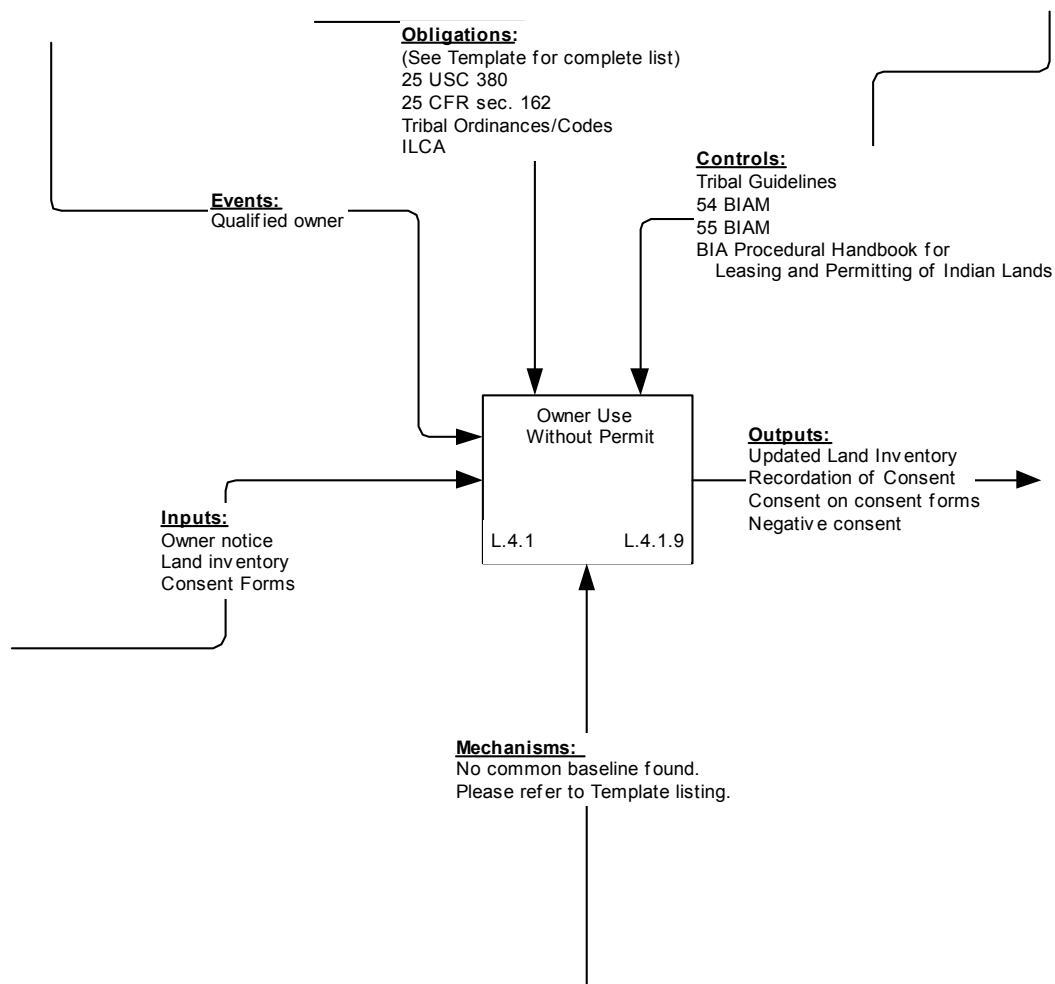 Obligations:
(See Template for complete list)
25 USC 380
25 CFR sec. 162
Tribal Ordinances/Codes
ILCA
Controls:
Tribal Guidelines
54 BIAM
55 BIAM
BIA Procedural Handbook for
Leasing and Permitting of Indian Lands
Events:
Qualified owner
Owner Use
Without Permit
L.4.1 L.4.1.9
Outputs:
Updated Land Inventory
Recordation of Consent
Consent on consent forms
Negative consent
Inputs:
Owner notice
Land inventory
Consent Forms
Mechanisms:
No common baseline found.
Please refer to Template listing.